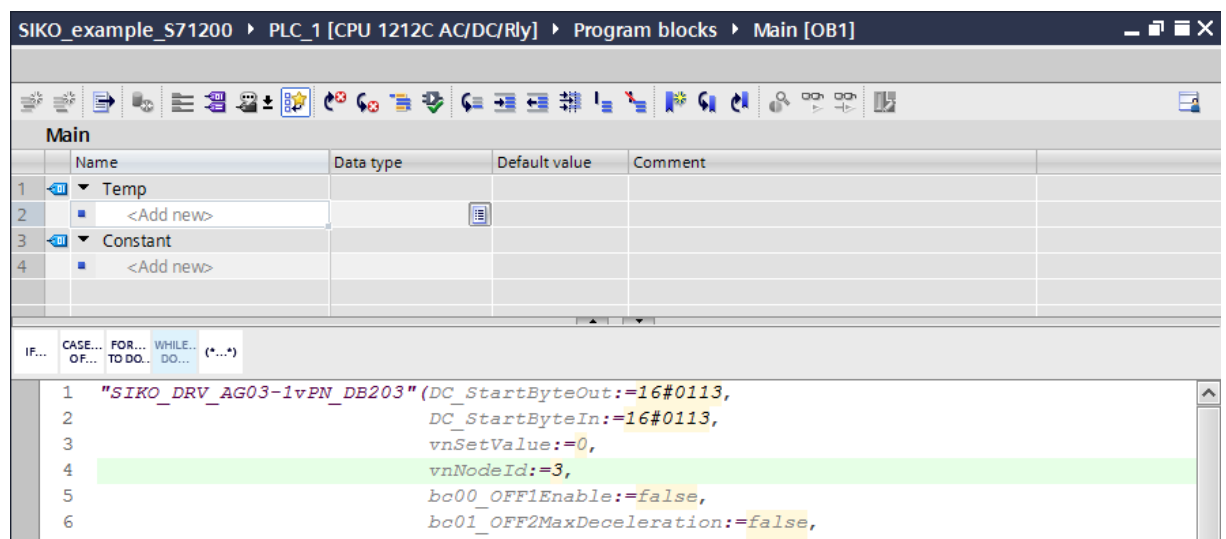 SIKO_example_S71200 ▸ PLC_1 [CPU 1212C AC/DC/Rly] ▸ Program blocks ▸ Main [OB1]
Main
Name Data type Default value Comment
1 Temp
2 <Add new>
3 Constant
4 <Add new>
IF... CASE... OF... FOR... TO DO... WHILE... DO... (*...*)
1 "SIKO_DRV_AG03-1vPN_DB203"(DC_StartByteOut:=16#0113,
2 DC_StartByteIn:=16#0113,
3 vnSetValue:=0,
4 vnNodeId:=3,
5 bc00_OFF1Enable:=false,
6 bc01_OFF2MaxDeceleration:=false,